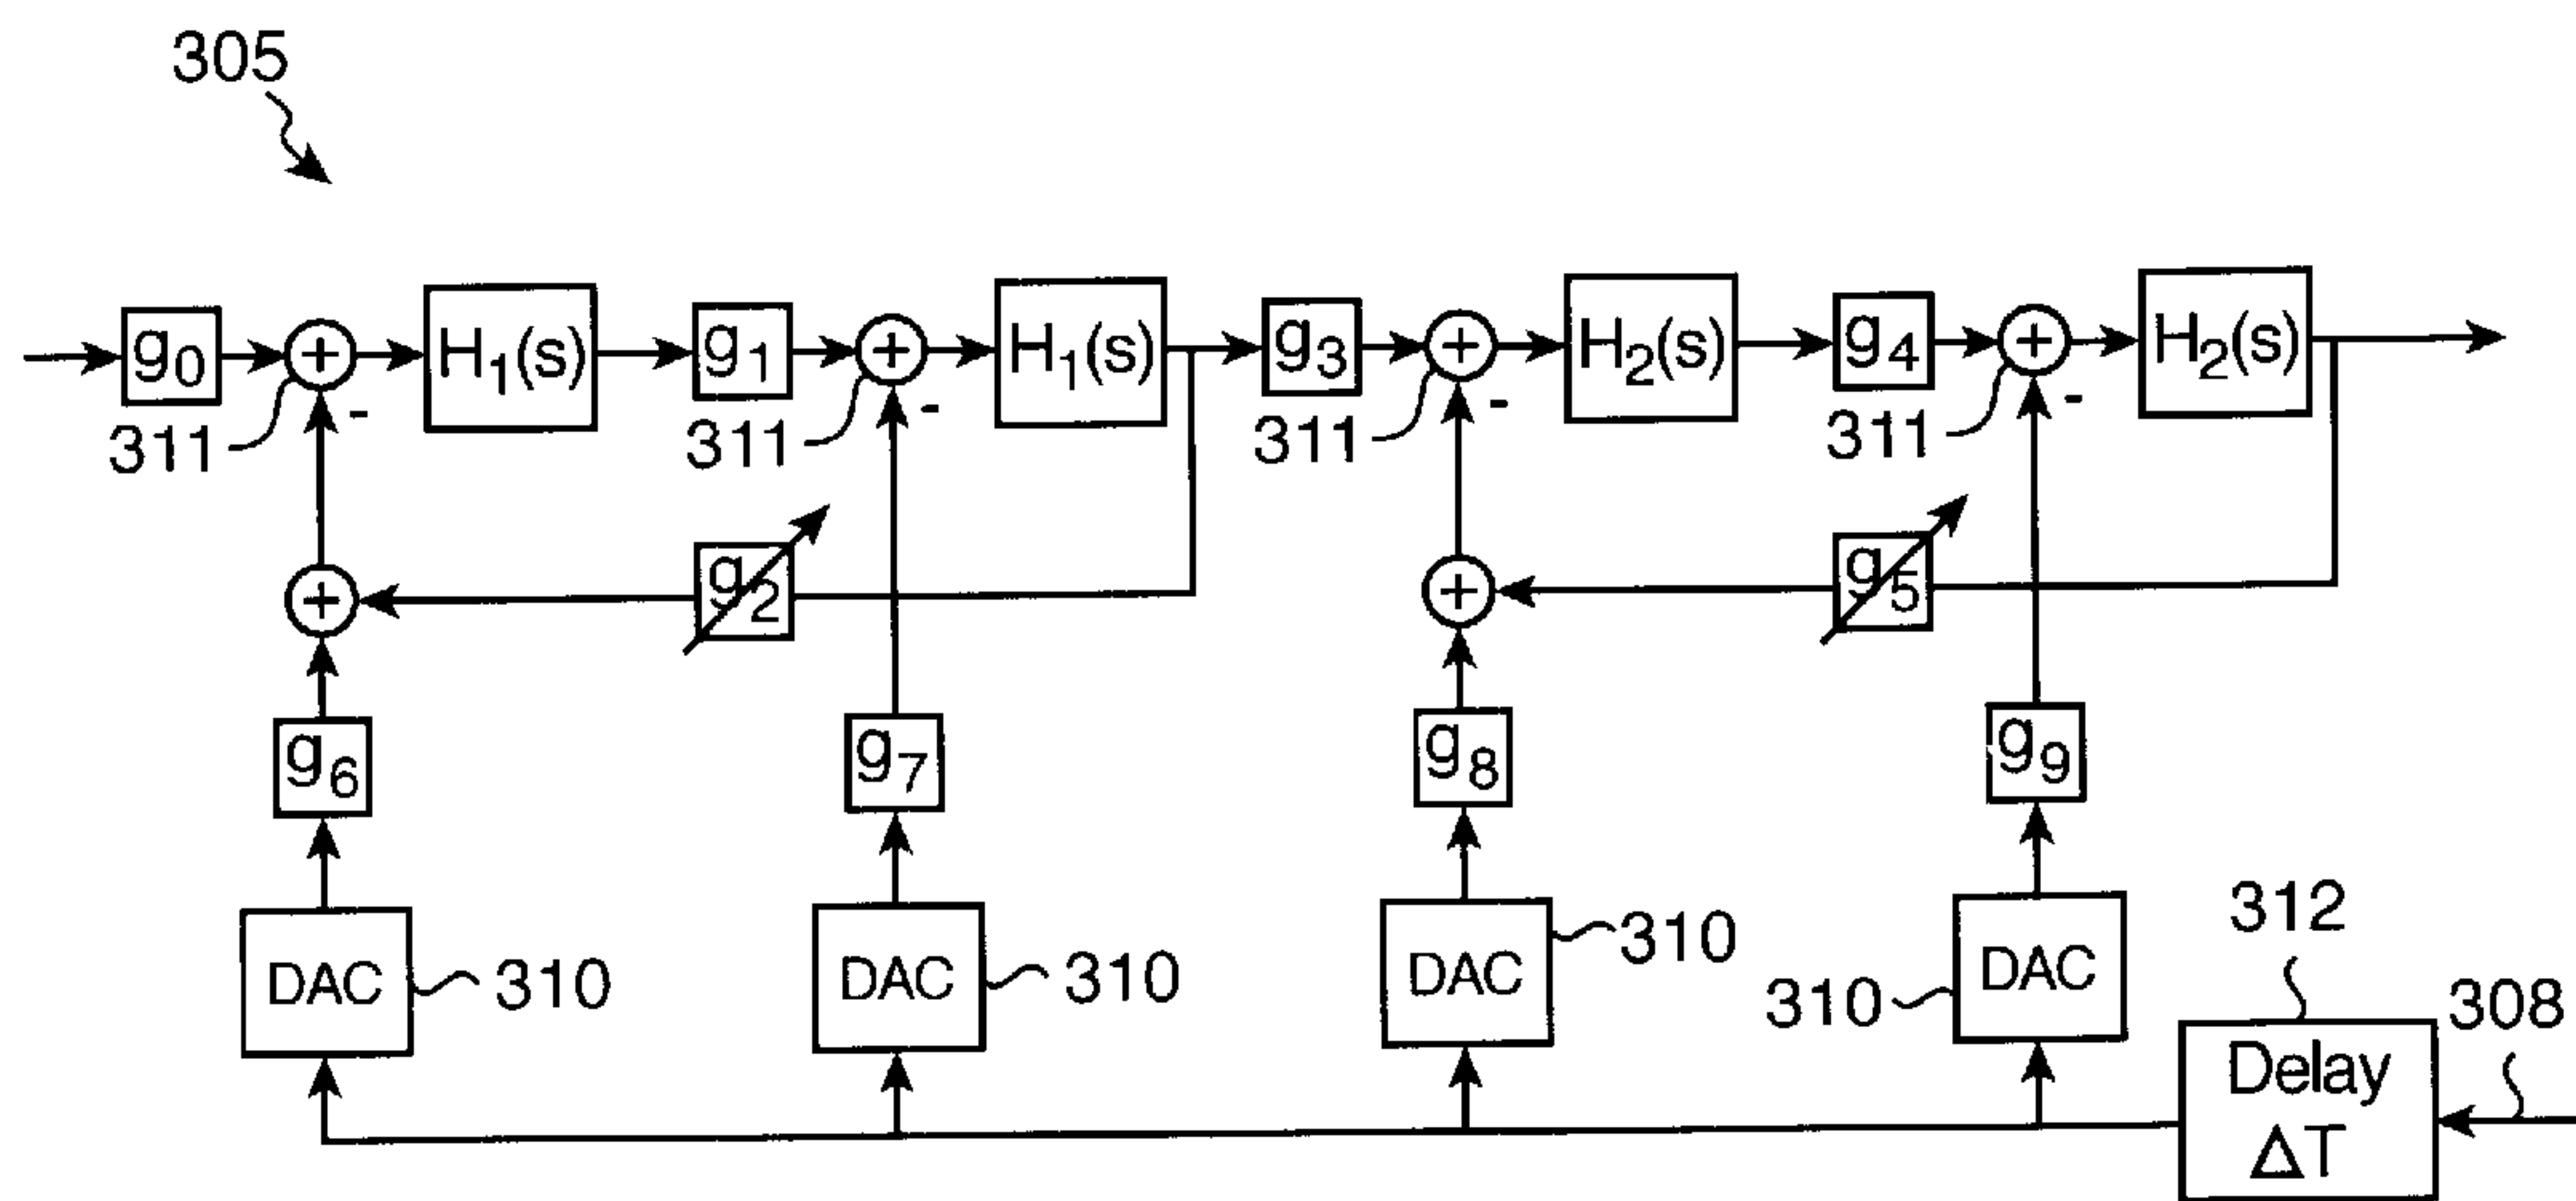 305
g0 + H1(s) g1 + H1(s) g3 + H2(s) g4 + H2(s)
311 - 311 - 311 - 311 -
+ g2 + g5
g6 g7 g8 g9
DAC 310 DAC 310 DAC 310 310 DAC 312 308
Delay
ΔT